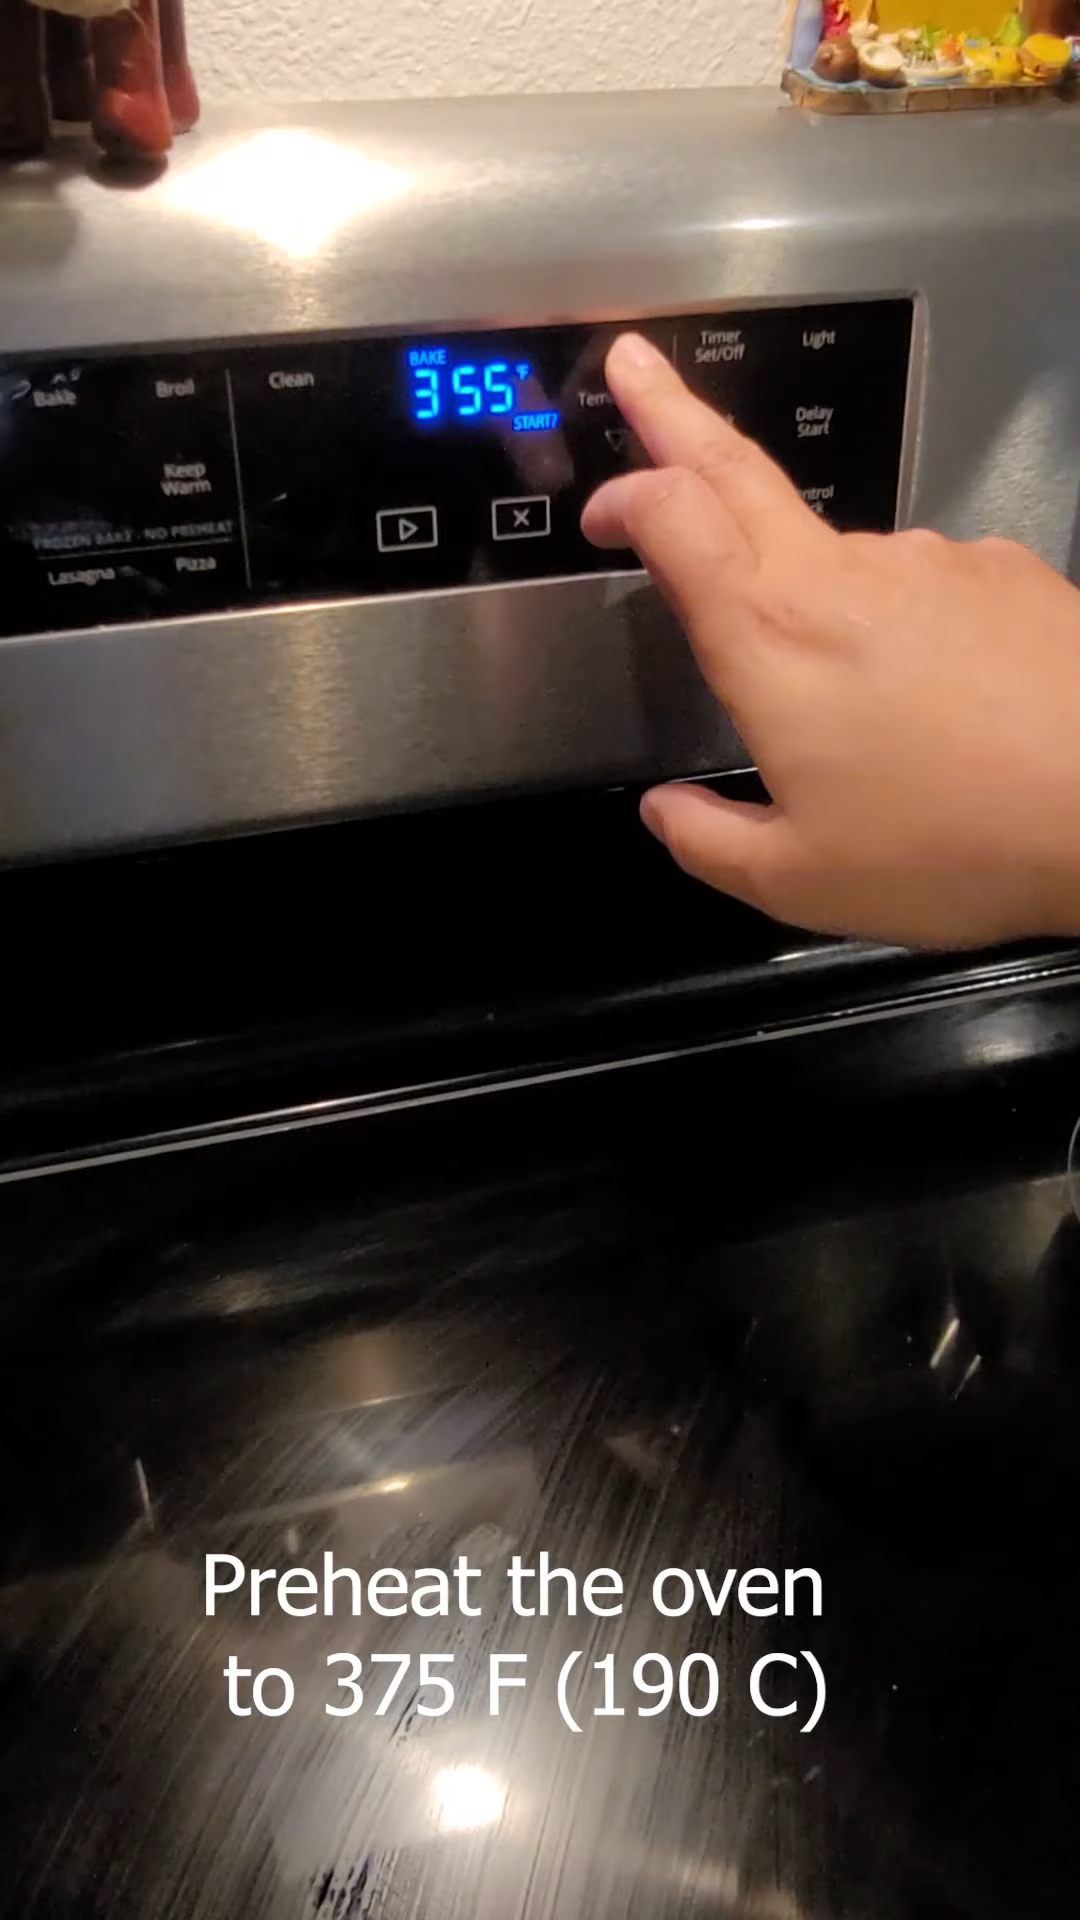 Bake
Broil
Clean
BAKE
355°F
START?
Timer
Set/Off
Light
Delay
Start
Keep
Warm
FROZEN BAKE - NO PREHEAT
Lasagna
Pizza
Preheat the oven
to 375 F (190 C)